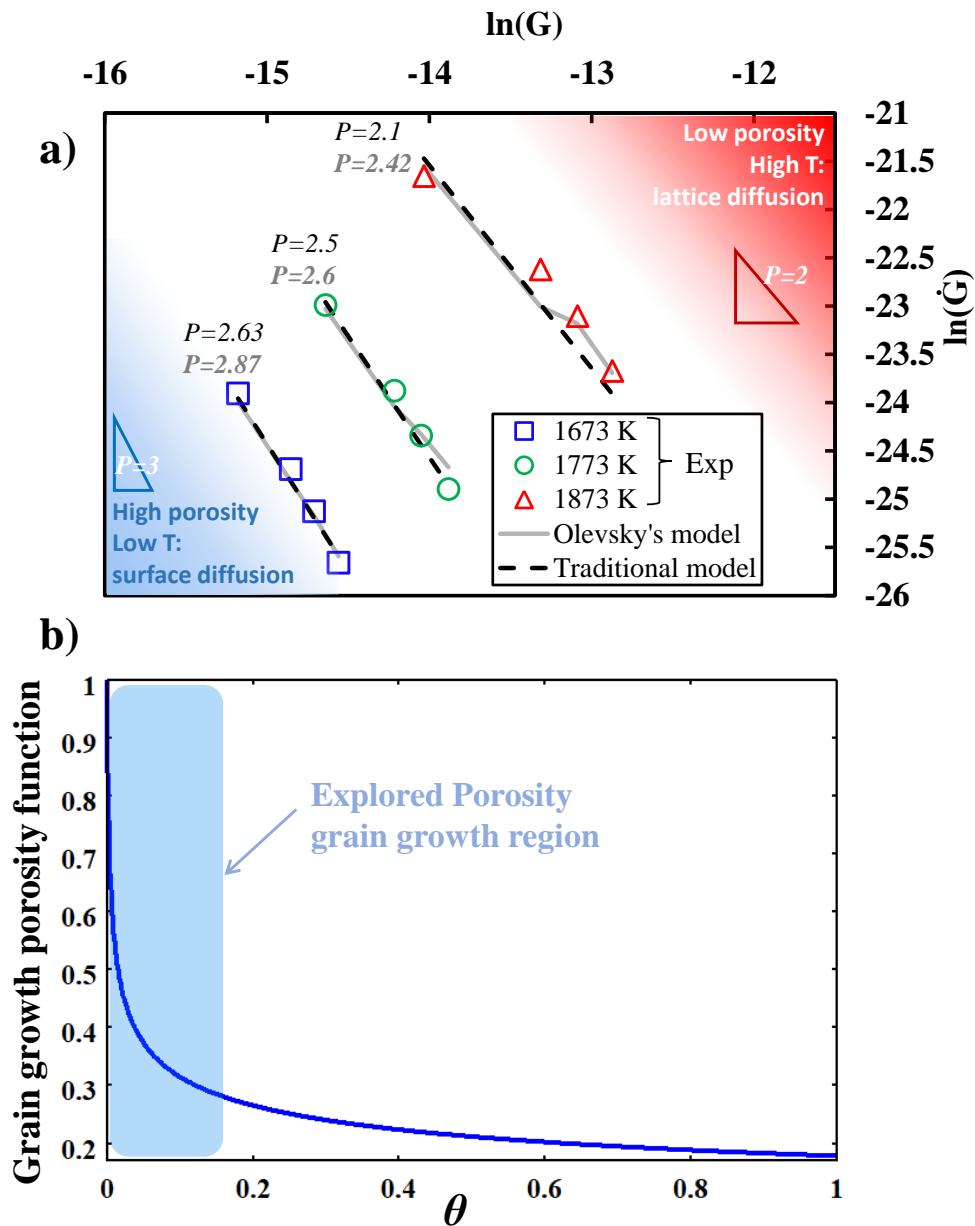 ln(G)
-16 -15 -14 -13 -12
a)
P=2.1
P=2.42
Low porosity
High T:
lattice diffusion
P=2.5
P=2.6
P=2
P=2.63
P=2.87
P=3
High porosity
Low T:
surface diffusion
1673 K
1773 K
1873 K
Exp
Olevsky's model
Traditional model
-21
-21.5
-22
-22.5
-23
-23.5
-24
-24.5
-25
-25.5
-26
ln(Ġ)
b)
Grain growth porosity function
1
0.9
0.8
0.7
0.6
0.5
0.4
0.3
0.2
Explored Porosity
grain growth region
0 0.2 0.4 0.6 0.8 1
θ